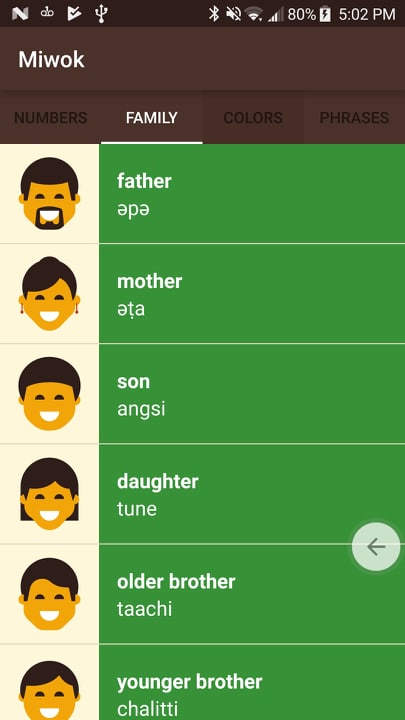 80% 5:02 PM
Miwok
NUMBERS FAMILY COLORS PHRASES
father
əpə
mother
əṭa
son
angsi
daughter
tune
older brother
taachi
younger brother
chalitti